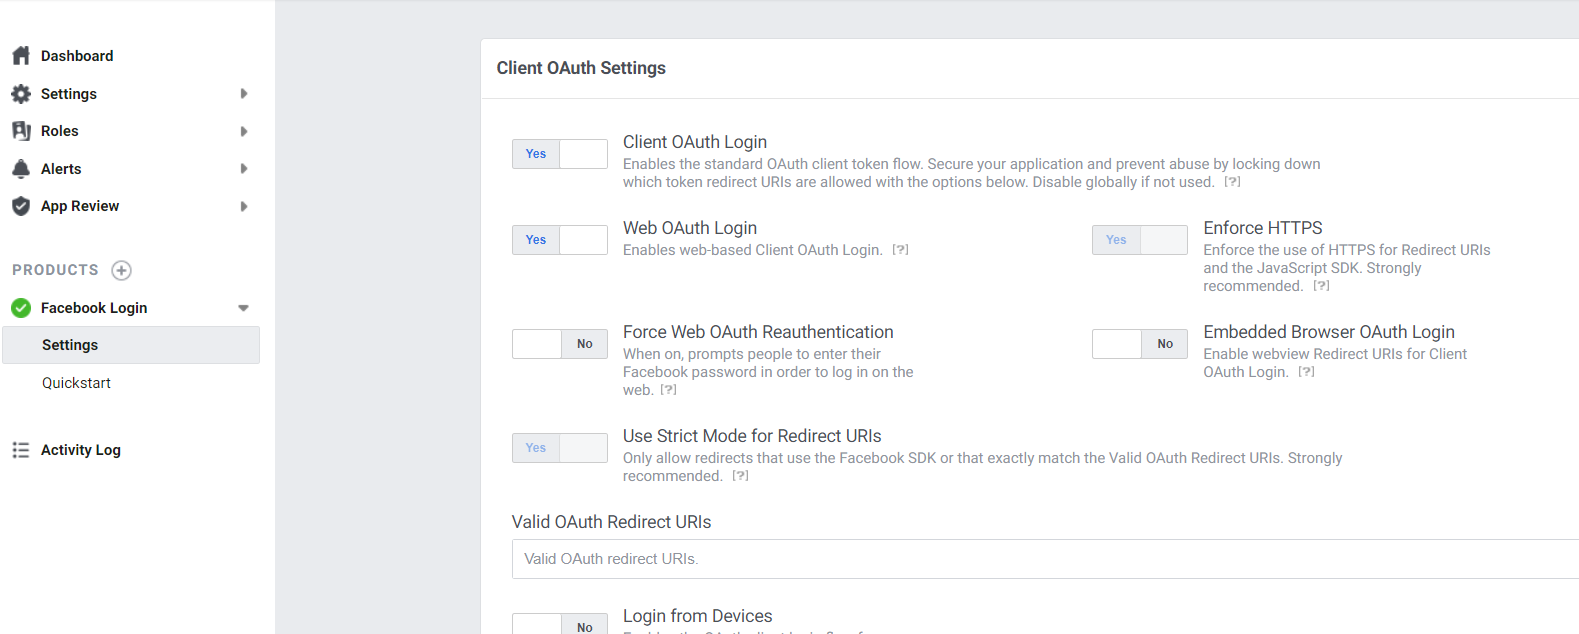 Dashboard
Settings
Roles
Alerts
App Review
PRODUCTS
Facebook Login
Settings
Quickstart
Activity Log
Client OAuth Settings
Yes
Client OAuth Login
Enables the standard OAuth client token flow. Secure your application and prevent abuse by locking down
which token redirect URIs are allowed with the options below. Disable globally if not used. [?]
Yes
Web OAuth Login
Enables web-based Client OAuth Login. [?]
Yes
Enforce HTTPS
Enforce the use of HTTPS for Redirect URIs
and the JavaScript SDK. Strongly
recommended. [?]
No
Force Web OAuth Reauthentication
When on, prompts people to enter their
Facebook password in order to log in on the
web. [?]
No
Embedded Browser OAuth Login
Enable webview Redirect URIs for Client
OAuth Login. [?]
Yes
Use Strict Mode for Redirect URIs
Only allow redirects that use the Facebook SDK or that exactly match the Valid OAuth Redirect URIs. Strongly
recommended. [?]
Valid OAuth Redirect URIs
Valid OAuth redirect URIs.
No
Login from Devices